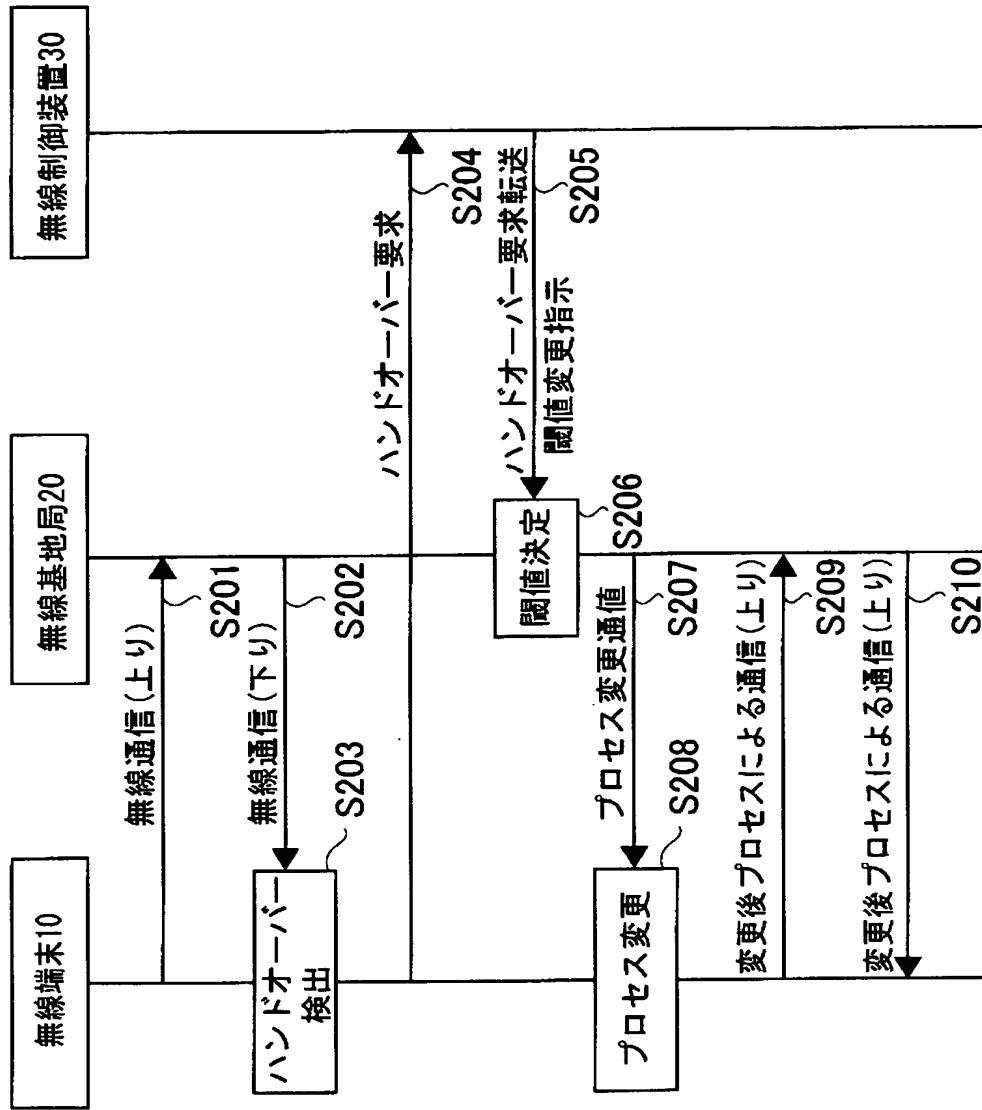 無線端末10
無線基地局20
無線制御装置30
無線通信(上り)
S201
無線通信(下り)
S202
ハンドオーバー
検出
S203
ハンドオーバー要求
S204
ハンドオーバー要求転送
閾値変更指示
S205
閾値決定
S206
プロセス変更通値
S207
プロセス変更
S208
変更後プロセスによる通信(上り)
S209
変更後プロセスによる通信(上り)
S210